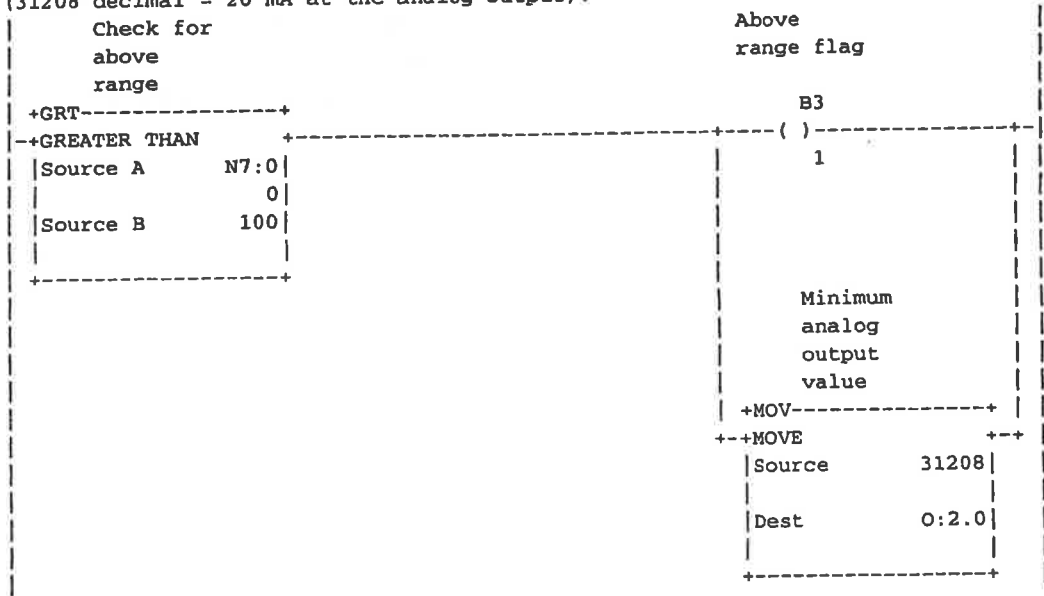 (31208 decimal = 20 mA at the analog output).
Check for
above
range
Above
range flag
+GRT-----------------+
B3
-+GREATER THAN +--------------------------------+----( )----------------+-
|Source A N7:0|
1
| 0|
|Source B 100|
+--------------------+
Minimum
analog
output
value
+MOV-----------------+
+-+MOVE +-+
|Source 31208|
|Dest O:2.0|
+--------------------+